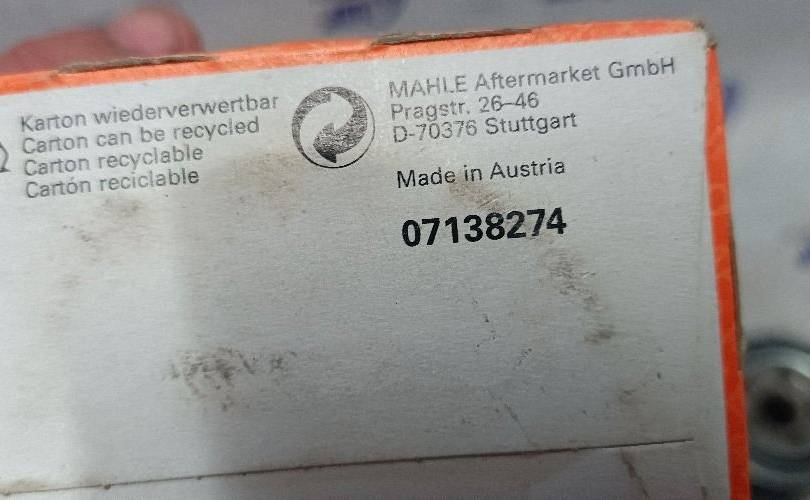 Karton wiederverwertbar
Carton can be recycled
Carton recyclable
Cartón reciclable
MAHLE Aftermarket GmbH
Pragstr. 26–46
D-70376 Stuttgart
Made in Austria
07138274